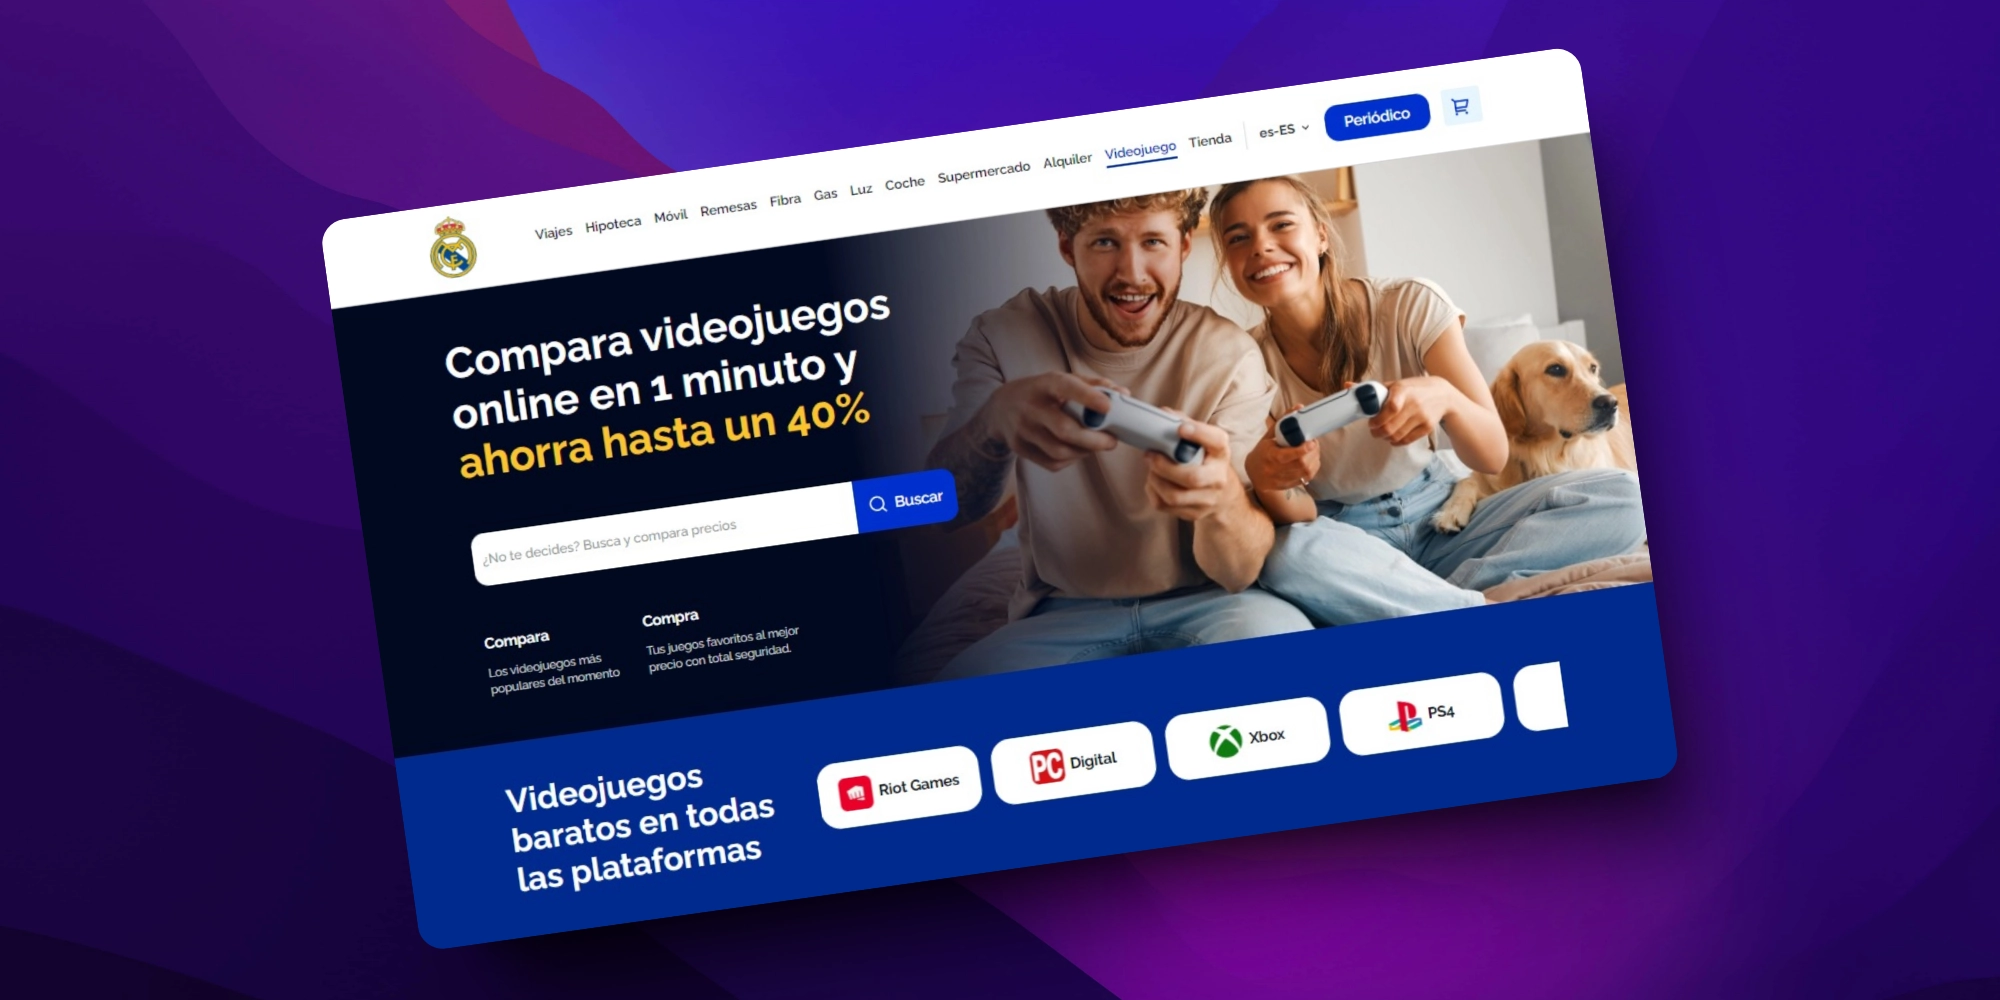 Viajes Hipoteca Móvil Remesas Fibra Gas Luz Coche Supermercado Alquiler Videojuego Tienda es-ES Periódico
Compara videojuegos
online en 1 minuto y
ahorra hasta un 40%
¿No te decides? Busca y compara precios
Buscar
Compara
Los videojuegos más
populares del momento
Compra
Tus juegos favoritos al mejor
precio con total seguridad.
Videojuegos
baratos en todas
las plataformas
Riot Games
PC Digital
Xbox
PS4